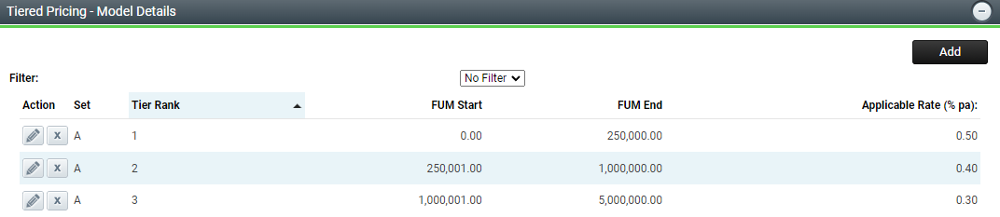 Tiered Pricing - Model Details
Add
Filter: No Filter
Action Set Tier Rank FUM Start FUM End Applicable Rate (% pa):
x A 1 0.00 250,000.00 0.50
x A 2 250,001.00 1,000,000.00 0.40
x A 3 1,000,001.00 5,000,000.00 0.30